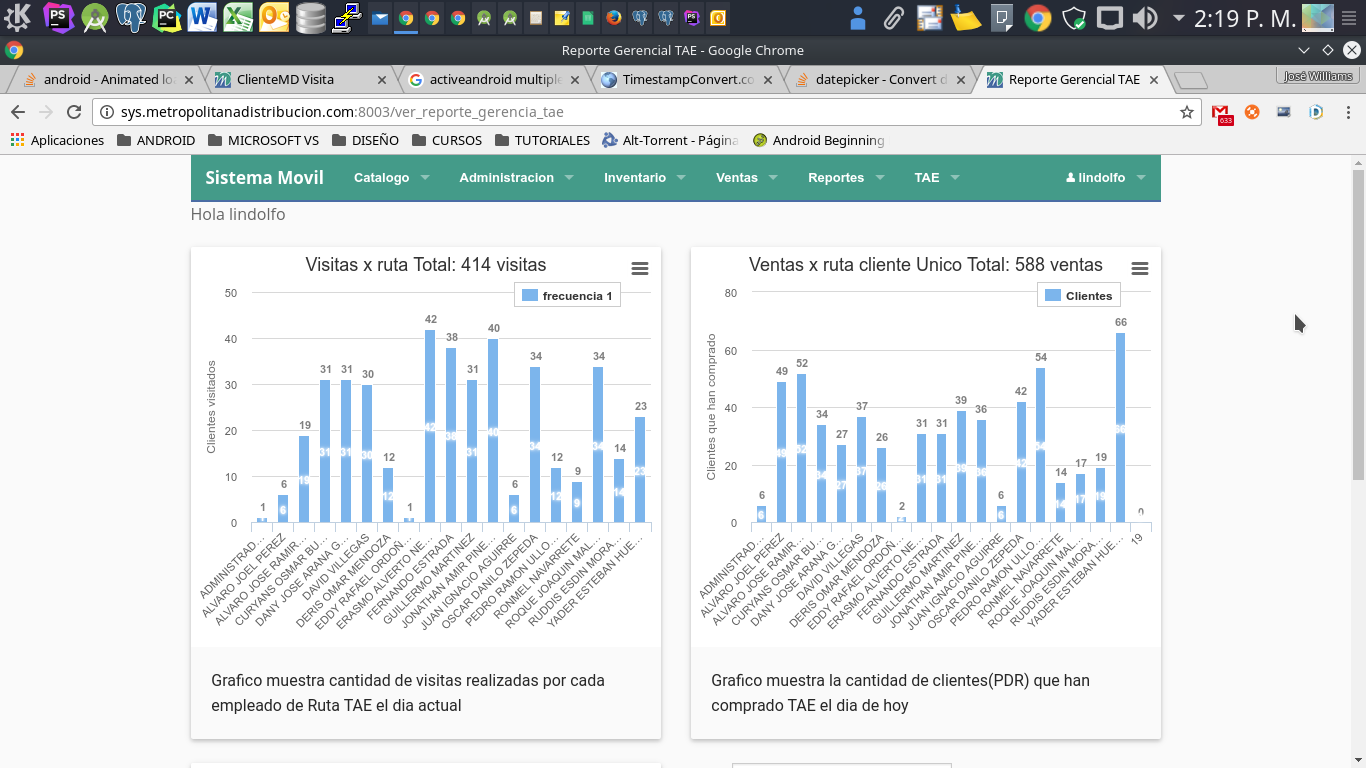 2:19 P. M.
Reporte Gerencial TAE - Google Chrome
android - Animated lo
ClienteMD Visita
activeandroid multiple
TimestampConvert.co
datepicker - Convert d
Reporte Gerencial TAE
José Williams
sys.metropolitanadistribucion.com:8003/ver_reporte_gerencia_tae
633
Aplicaciones
ANDROID
MICROSOFT VS
DISEÑO
CURSOS
TUTORIALES
Alt-Torrent - Página
Android Beginning
Sistema Movil
Catalogo
Administracion
Inventario
Ventas
Reportes
TAE
lindolfo
Hola lindolfo
Visitas x ruta Total: 414 visitas
frecuencia 1
Clientes visitados
50
40
30
20
10
0
1
6
19
31
31
30
12
1
42
38
31
40
6
34
12
9
34
14
23
ADMINISTRAD...
ALVARO JOEL PEREZ
ALVARO JOSE RAMIR...
CURYANS OSMAR BU...
DANY JOSE ARANA G...
DAVID VILLEGAS
DERIS OMAR MENDOZA
EDDY RAFAEL ORDOÑ...
ERASMO ALVERTO NE...
FERNANDO ESTRADA
GUILLERMO MARTINEZ
JONATHAN AMIR PINE...
JUAN IGNACIO AGUIRRE
OSCAR DANILO ZEPEDA
PEDRO RAMON ULLO...
RONMEL NAVARRETE
ROQUE JOAQUIN MAL...
RUDDIS ESDIN MORA...
YADER ESTEBAN HUE...
Grafico muestra cantidad de visitas realizadas por cada
empleado de Ruta TAE el dia actual
Ventas x ruta cliente Unico Total: 588 ventas
Clientes
Clientes que han comprado
80
60
40
20
0
6
49
52
34
27
37
26
2
31
31
39
36
6
42
54
14
17
19
66
0
ADMINISTRAD...
ALVARO JOEL PEREZ
ALVARO JOSE RAMIR...
CURYANS OSMAR BU...
DANY JOSE ARANA G...
DAVID VILLEGAS
DERIS OMAR MENDOZA
EDDY RAFAEL ORDOÑ...
ERASMO ALVERTO NE...
FERNANDO ESTRADA
GUILLERMO MARTINEZ
JONATHAN AMIR PINE...
JUAN IGNACIO AGUIRRE
OSCAR DANILO ZEPEDA
PEDRO RAMON ULLO...
RONMEL NAVARRETE
ROQUE JOAQUIN MAL...
RUDDIS ESDIN MORA...
YADER ESTEBAN HUE...
19
Grafico muestra la cantidad de clientes(PDR) que han
comprado TAE el dia de hoy